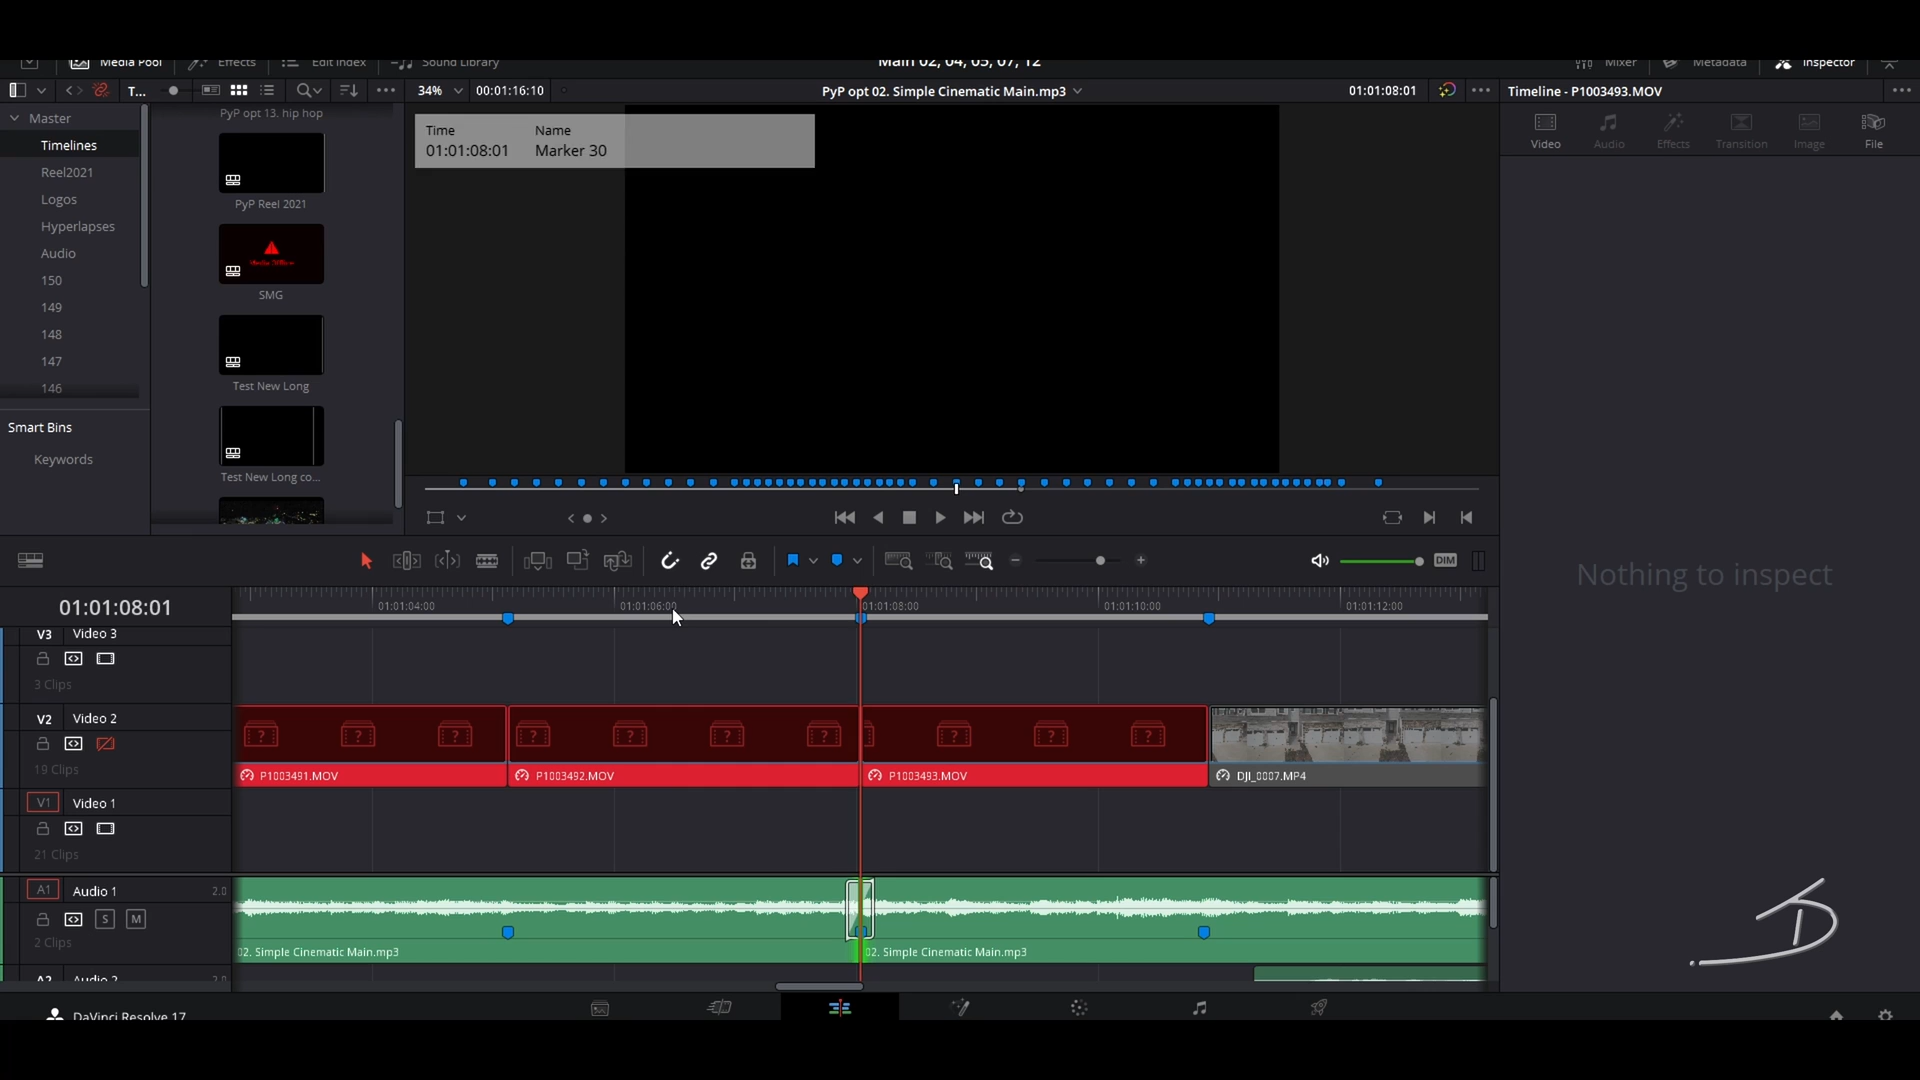 Media Pool
Effects
Edit Index
Sound Library
Main 02, 04, 05, 07, 12
Mixer
Metadata
Inspector
T...
34%
00:01:16:10
PyP opt 02. Simple Cinematic Main.mp3
01:01:08:01
Timeline - P1003493.MOV
Master
Timelines
Reel2021
Logos
Hyperlapses
Audio
150
149
148
147
146
Smart Bins
Keywords
PyP opt 13. hip hop
PyP Reel 2021
Media Offline
SMG
Test New Long
Test New Long co...
Time Name
01:01:08:01 Marker 30
Video
Audio
Effects
Transition
Image
File
Nothing to inspect
DIM
01:01:08:01
01:01:04:00
01:01:06:00
01:01:08:00
01:01:10:00
01:01:12:00
V3 Video 3
3 Clips
V2 Video 2
19 Clips
P1003491.MOV
P1003492.MOV
P1003493.MOV
DJI_0007.MP4
V1 Video 1
21 Clips
A1 Audio 1 2.0
S M
2 Clips
02. Simple Cinematic Main.mp3
02. Simple Cinematic Main.mp3
A2 Audio 2 2.0
DaVinci Resolve 17